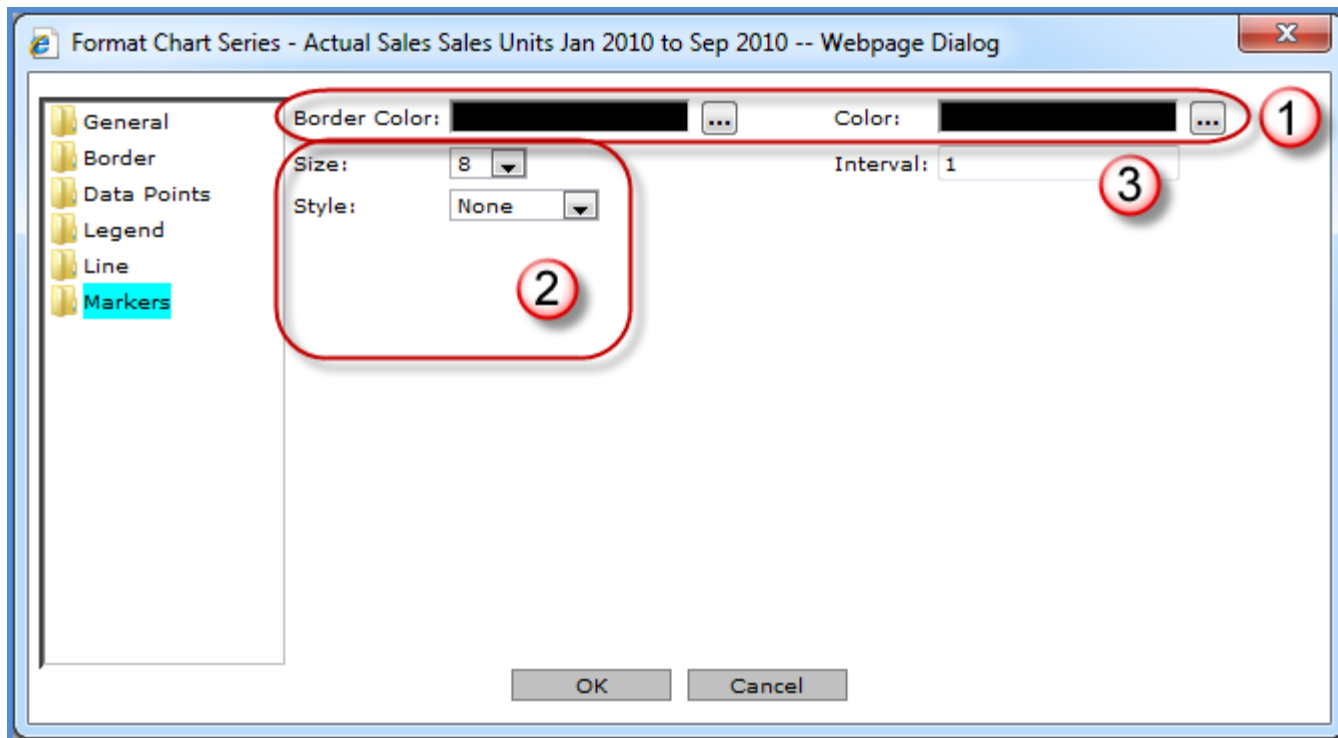 Format Chart Series - Actual Sales Sales Units Jan 2010 to Sep 2010 -- Webpage Dialog
General
Border
Data Points
Legend
Line
Markers
Border Color: ... Color: ... 1
Size: 8 Interval: 1
3
Style: None
2
OK Cancel